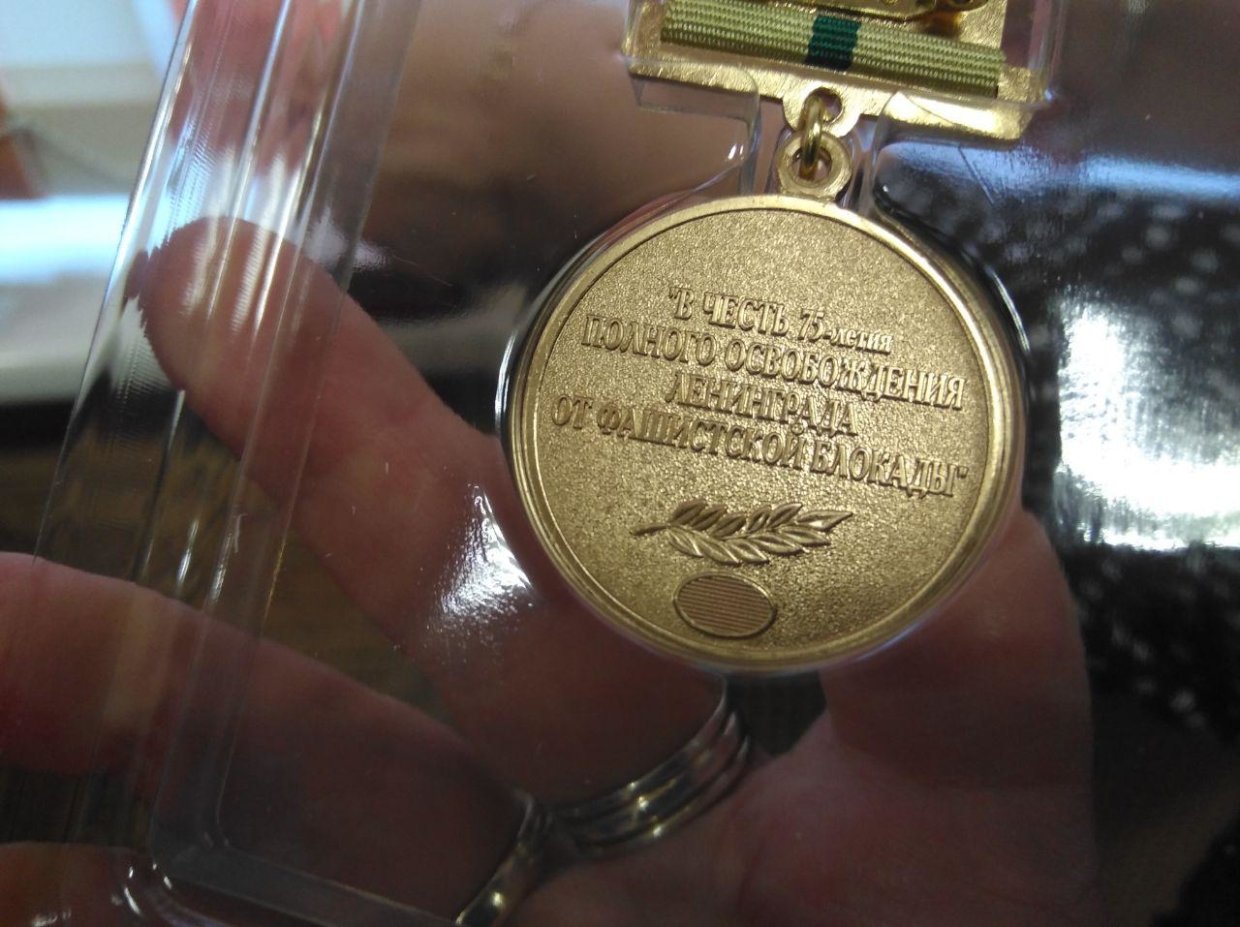 "В ЧЕСТЬ 75-летия
ПОЛНОГО ОСВОБОЖДЕНИЯ
ЛЕНИНГРАДА
ОТ ФАШИСТСКОЙ БЛОКАДЫ"